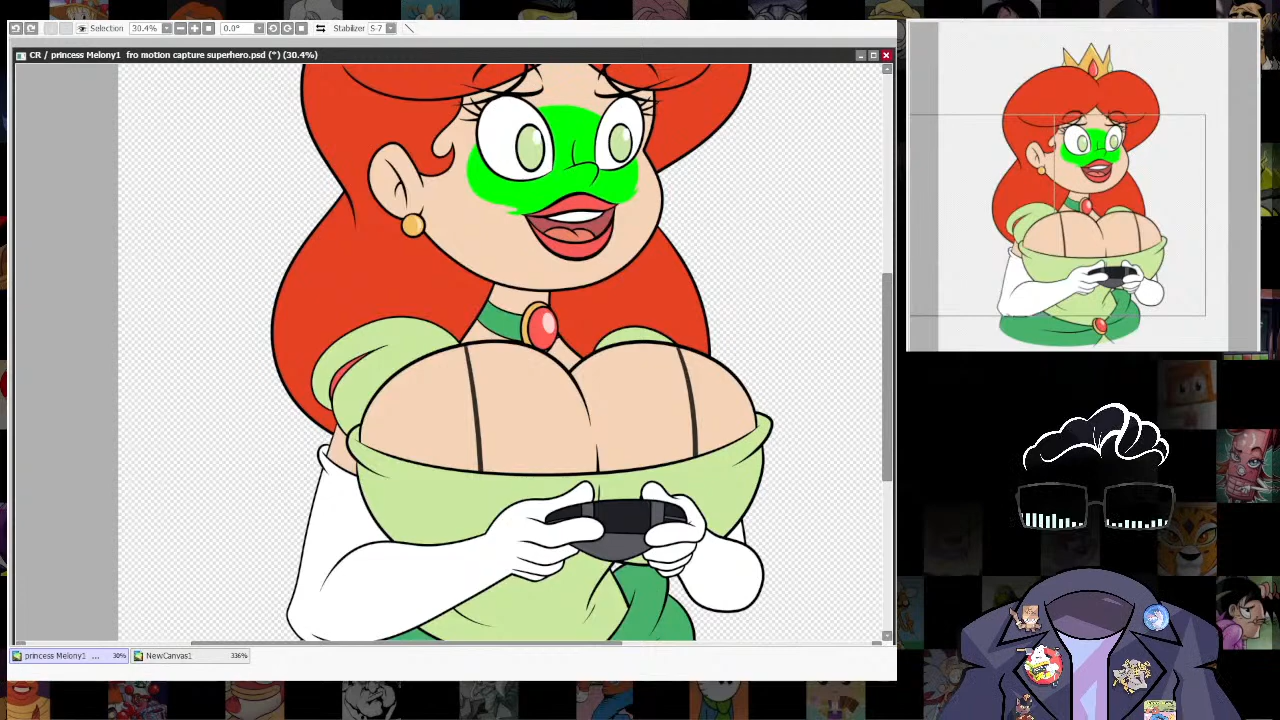 Selection 30.4% 0.0° Stabilizer S-7
CR / princess Melony1 fro motion capture superhero.psd (*) (30.4%)
princess Melony1 ... 30% NewCanvas1 336%